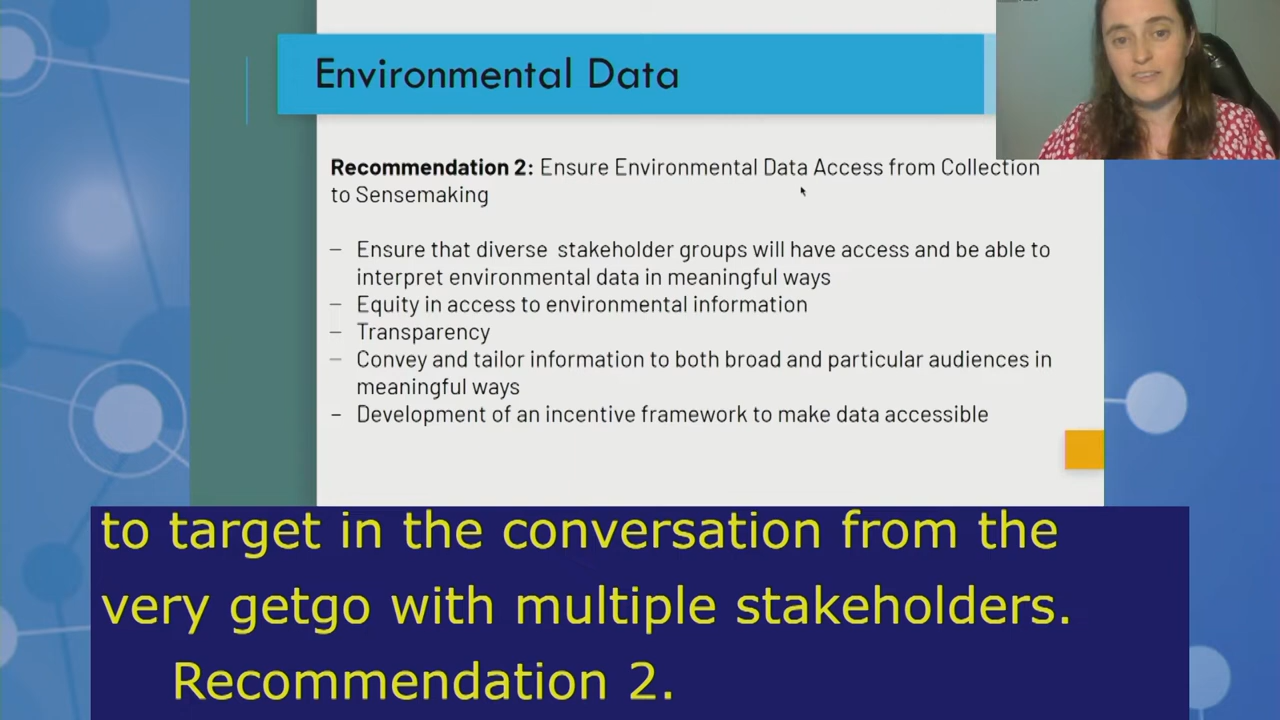 Environmental Data
Recommendation 2: Ensure Environmental Data Access from Collection
to Sensemaking
– Ensure that diverse stakeholder groups will have access and be able to
interpret environmental data in meaningful ways
– Equity in access to environmental information
– Transparency
– Convey and tailor information to both broad and particular audiences in
meaningful ways
– Development of an incentive framework to make data accessible
to target in the conversation from the
very getgo with multiple stakeholders.
Recommendation 2.